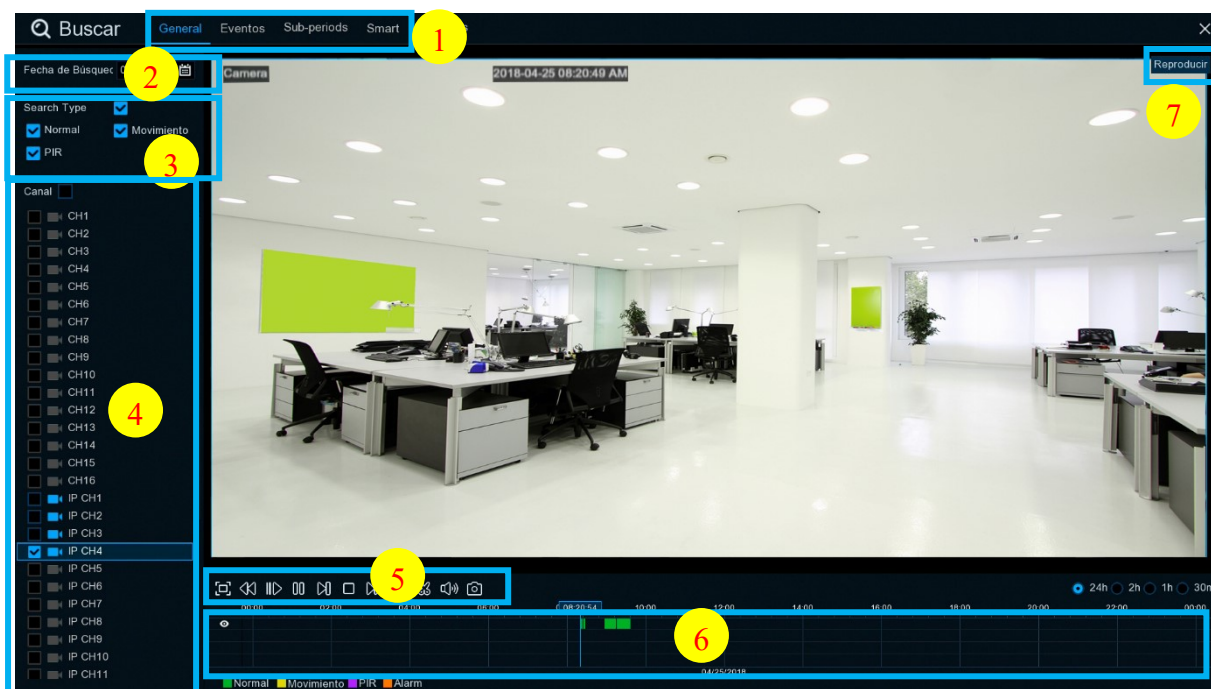 Buscar General Eventos Sub-periods Smart
1
Fecha de Búsquec
2
Search Type
Normal Movimiento
PIR
3
Canal
CH1
CH2
CH3
CH4
CH5
CH6
CH7
CH8
CH9
CH10
CH11
CH12
CH13
CH14
CH15
CH16
IP CH1
IP CH2
IP CH3
IP CH4
IP CH5
IP CH6
IP CH7
IP CH8
IP CH9
IP CH10
IP CH11
4
Camera 2018-04-25 08:20:49 AM
Reproducir
7
5
24h 2h 1h 30m
00:00 02:00 04:00 06:00 08:20:54 10:00 12:00 14:00 16:00 18:00 20:00 22:00 00:00
6
04/25/2018
Normal Movimiento PIR Alarm